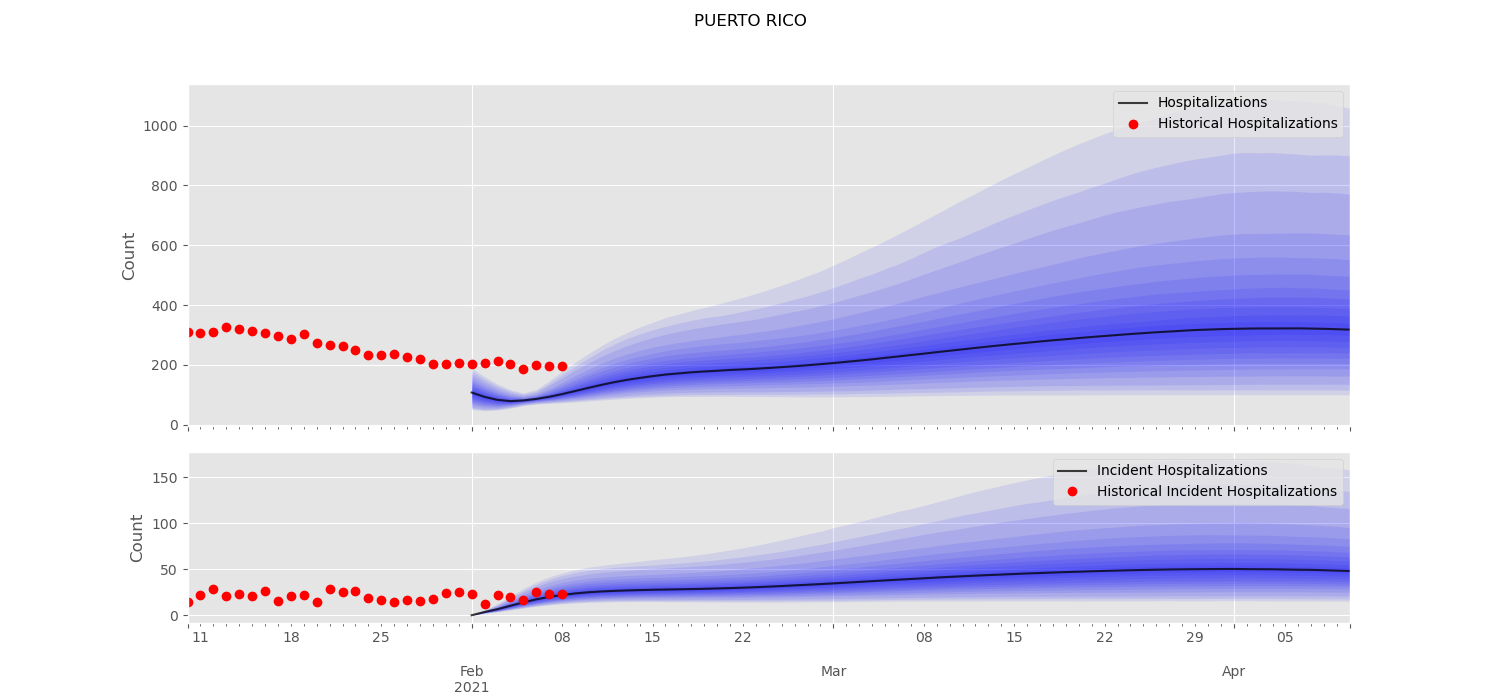 PUERTO RICO
Hospitalizations
Historical Hospitalizations
1000
800
600
400
200
0
Count
Incident Hospitalizations
Historical Incident Hospitalizations
150
100
50
0
Count
11 18 25 08 15 22 08 15 22 29 05
Feb Mar Apr
2021